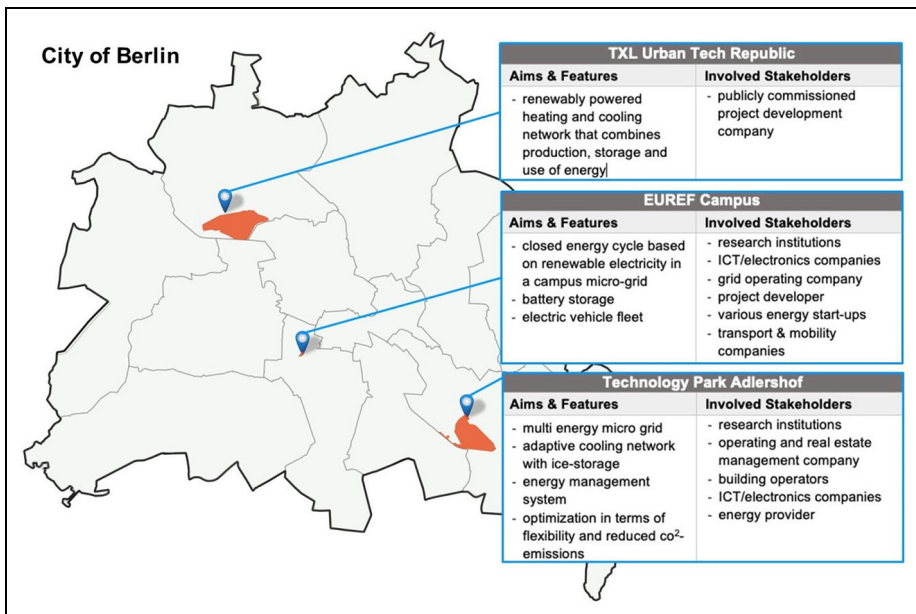 City of Berlin
TXL Urban Tech Republic
Aims & Features
- renewably powered
heating and cooling
network that combines
production, storage and
use of energy
Involved Stakeholders
- publicly commissioned
project development
company
EUREF Campus
Aims & Features
- closed energy cycle based
on renewable electricity in
a campus micro-grid
- battery storage
- electric vehicle fleet
Involved Stakeholders
- research institutions
- ICT/electronics companies
- grid operating company
- project developer
- various energy start-ups
- transport & mobility
companies
Technology Park Adlershof
Aims & Features
- multi energy micro grid
- adaptive cooling network
with ice-storage
- energy management
system
- optimization in terms of
flexibility and reduced co²-
emissions
Involved Stakeholders
- research institutions
- operating and real estate
management company
- building operators
- ICT/electronics companies
- energy provider